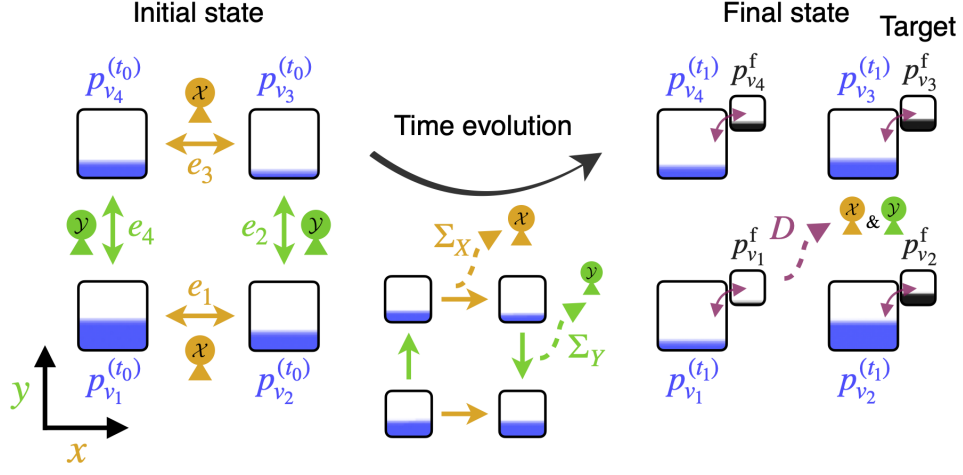 Initial state
Final state
Target
p_{v_4}^{(t_0)}
p_{v_3}^{(t_0)}
𝒳
e_3
𝒴
e_4
e_2
𝒴
e_1
𝒳
p_{v_1}^{(t_0)}
p_{v_2}^{(t_0)}
y
x
Time evolution
Σ_X
𝒳
𝒴
Σ_Y
p_{v_4}^{(t_1)}
p_{v_4}^{f}
p_{v_3}^{(t_1)}
p_{v_3}^{f}
D
𝒳 & 𝒴
p_{v_1}^{f}
p_{v_2}^{f}
p_{v_1}^{(t_1)}
p_{v_2}^{(t_1)}